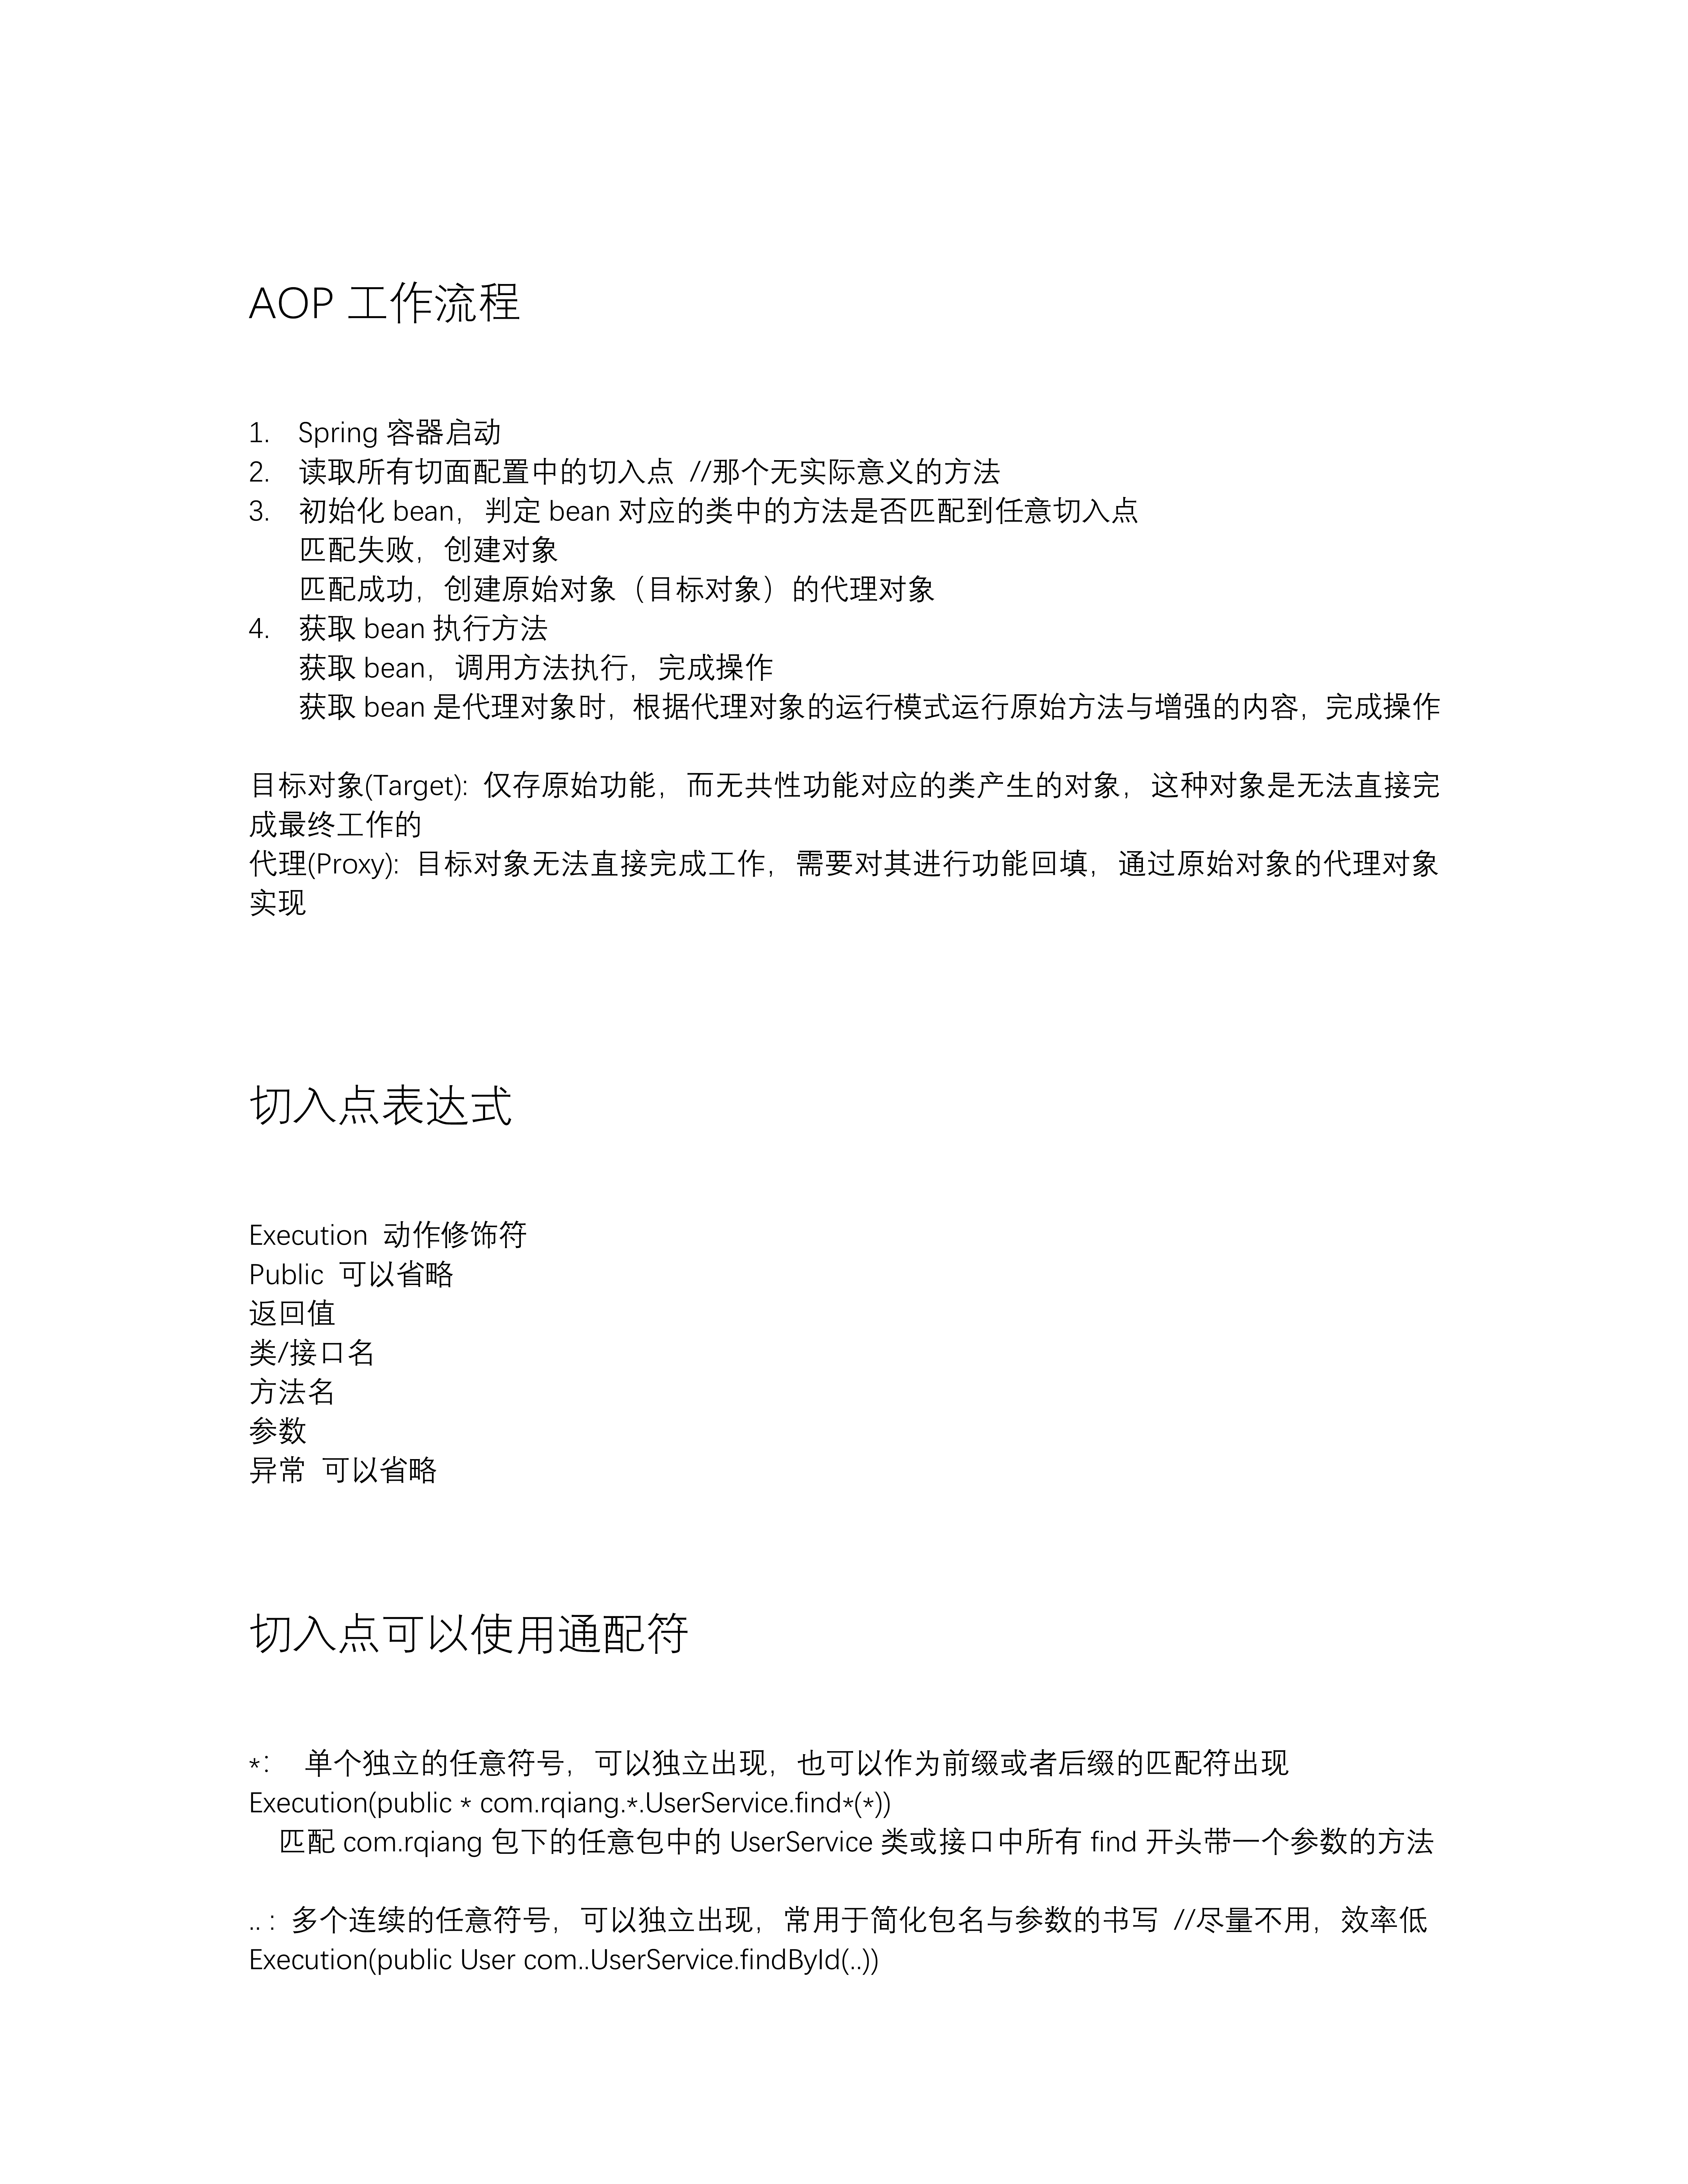 AOP 工作流程
1. Spring 容器启动
2. 读取所有切面配置中的切入点 //那个无实际意义的方法
3. 初始化 bean，判定 bean 对应的类中的方法是否匹配到任意切入点
匹配失败，创建对象
匹配成功，创建原始对象（目标对象）的代理对象
4. 获取 bean 执行方法
获取 bean，调用方法执行，完成操作
获取 bean 是代理对象时，根据代理对象的运行模式运行原始方法与增强的内容，完成操作
目标对象(Target): 仅存原始功能，而无共性功能对应的类产生的对象，这种对象是无法直接完
成最终工作的
代理(Proxy): 目标对象无法直接完成工作，需要对其进行功能回填，通过原始对象的代理对象
实现
切入点表达式
Execution 动作修饰符
Public 可以省略
返回值
类/接口名
方法名
参数
异常 可以省略
切入点可以使用通配符
*： 单个独立的任意符号，可以独立出现，也可以作为前缀或者后缀的匹配符出现
Execution(public * com.rqiang.*.UserService.find*(*))
匹配 com.rqiang 包下的任意包中的 UserService 类或接口中所有 find 开头带一个参数的方法
.. : 多个连续的任意符号，可以独立出现，常用于简化包名与参数的书写 //尽量不用，效率低
Execution(public User com..UserService.findById(..))